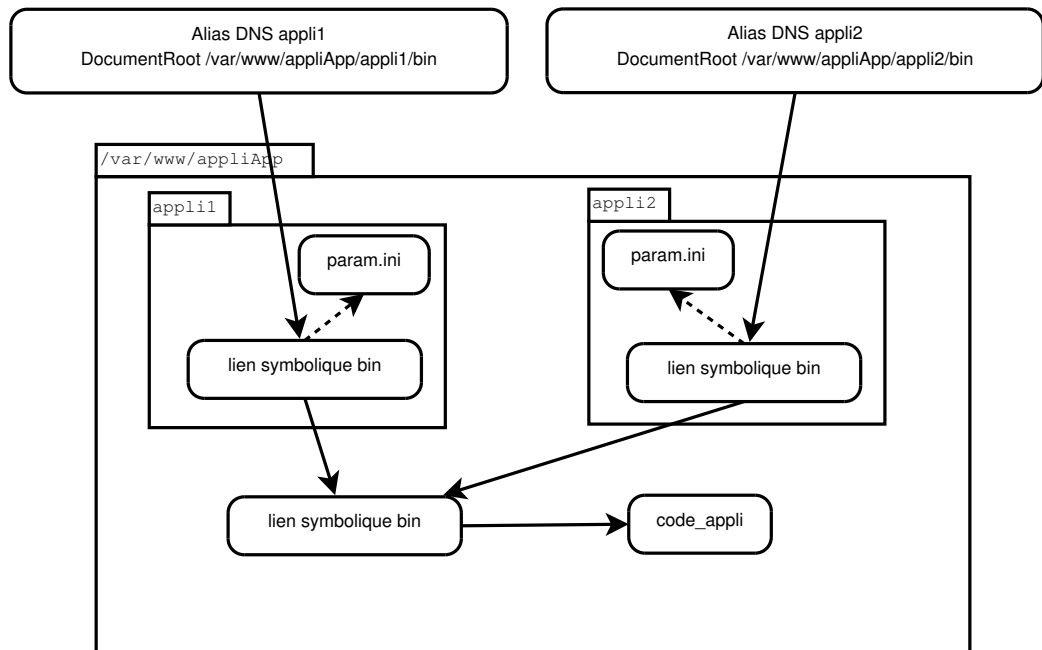 Alias DNS appli1
DocumentRoot /var/www/appliApp/appli1/bin
Alias DNS appli2
DocumentRoot /var/www/appliApp/appli2/bin
/var/www/appliApp
appli1
param.ini
lien symbolique bin
appli2
param.ini
lien symbolique bin
lien symbolique bin
code_appli